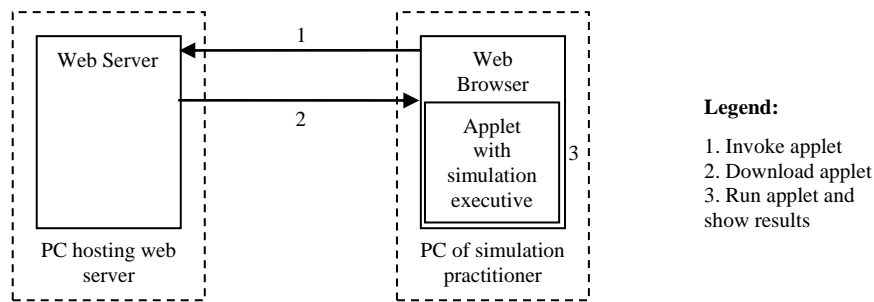 Web Server
PC hosting web
server
1
2
Web
Browser
Applet
with
simulation
executive
3
PC of simulation
practitioner
Legend:
1. Invoke applet
2. Download applet
3. Run applet and
show results